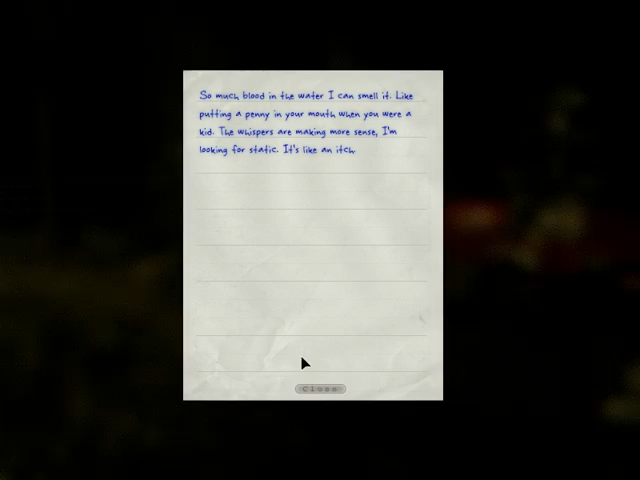 So much blood in the water I can smell it. Like
putting a penny in your mouth when you were a
kid. The whispers are making more sense, I'm
looking for static. It's like an itch.
Close